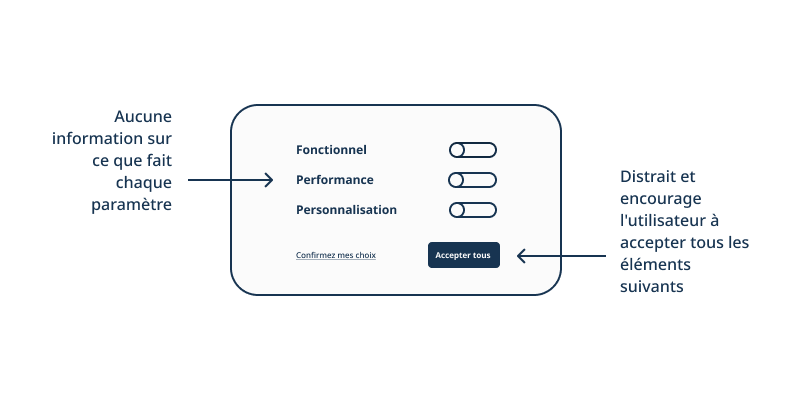 Aucune
information sur
ce que fait
chaque
paramètre
Fonctionnel
Performance
Personnalisation
Confirmez mes choix
Accepter tous
Distrait et
encourage
l'utilisateur à
accepter tous les
éléments
suivants